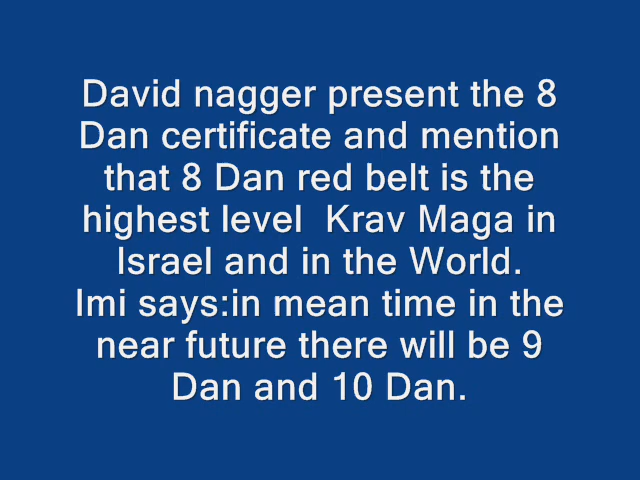 David nagger present the 8
Dan certificate and mention
that 8 Dan red belt is the
highest level  Krav Maga in
Israel and in the World.
Imi says:in mean time in the
near future there will be 9
Dan and 10 Dan.